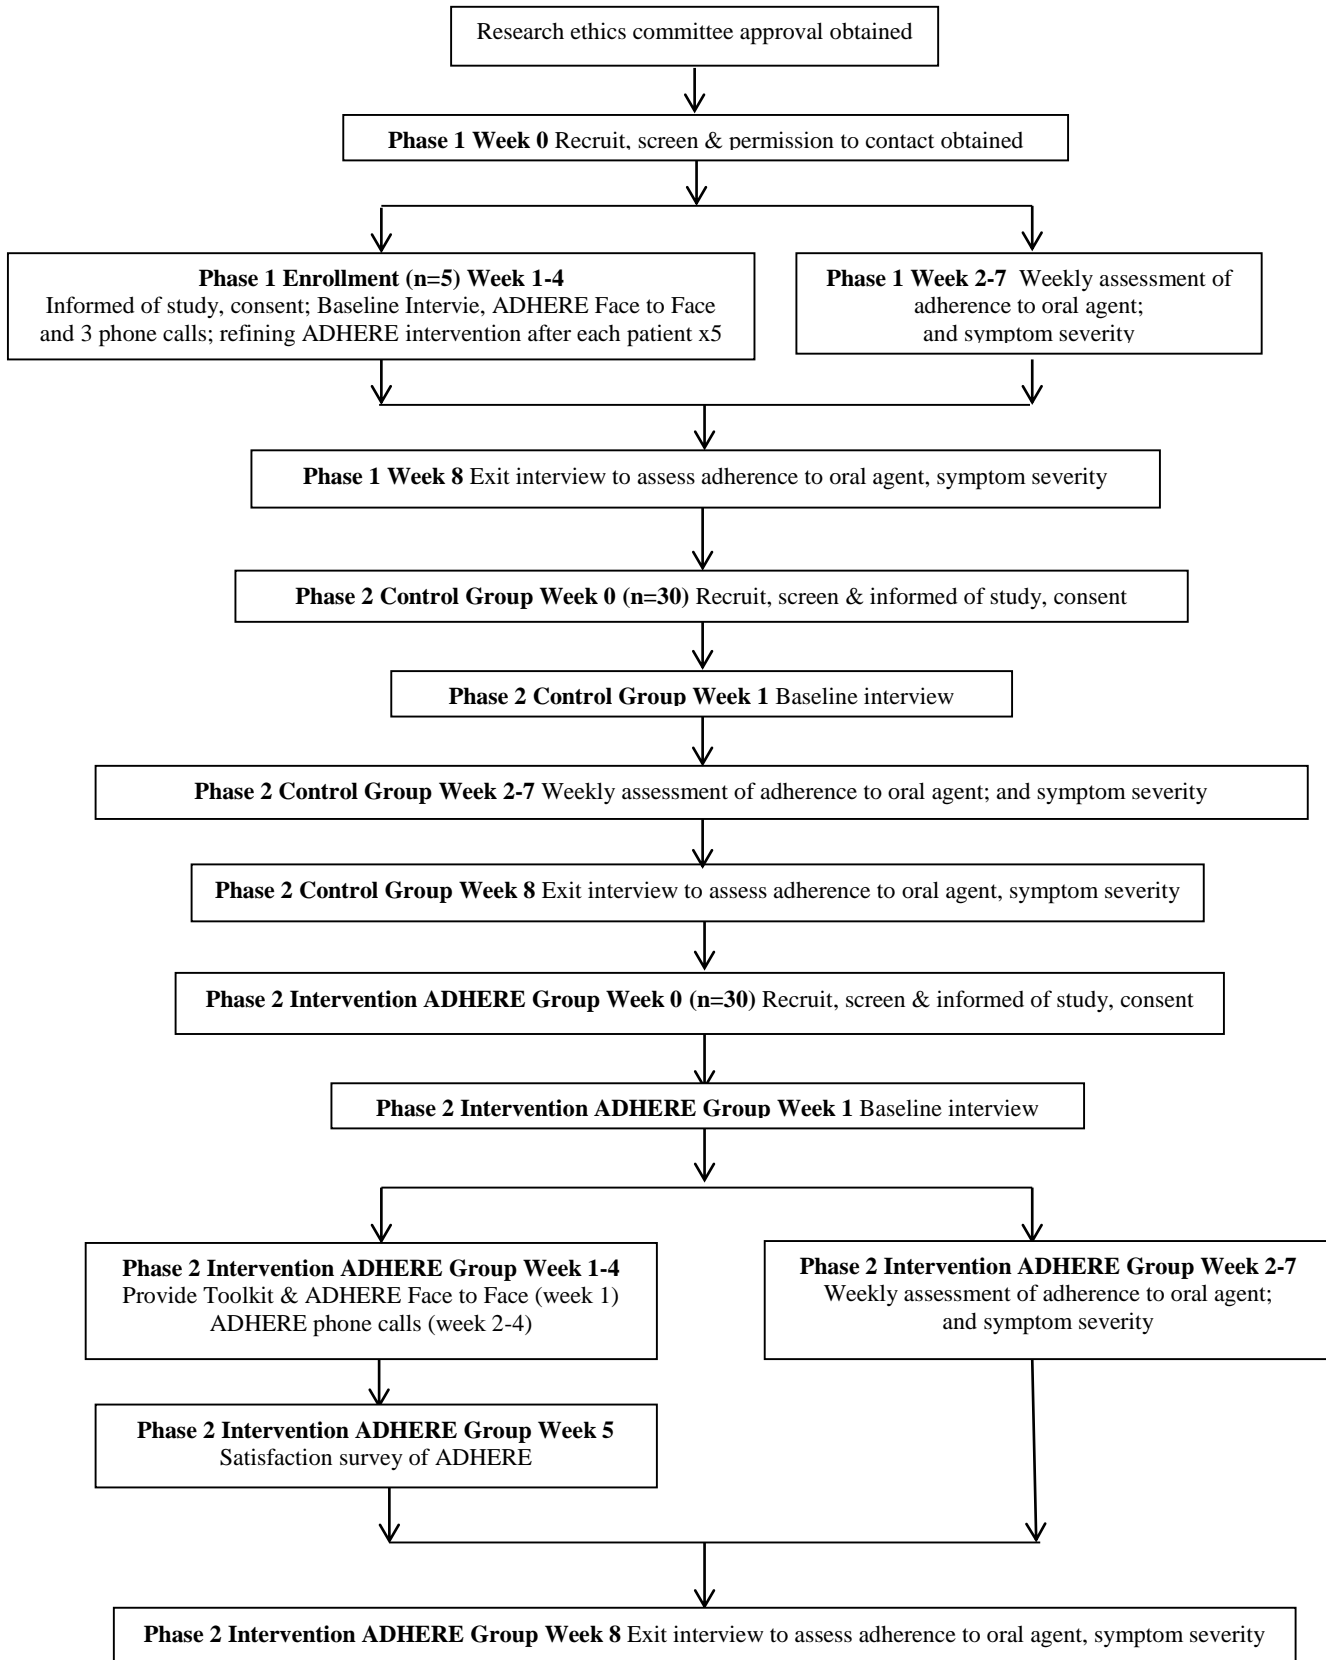 Research ethics committee approval obtained
Phase 1 Week 0 Recruit, screen & permission to contact obtained
Phase 1 Enrollment (n=5) Week 1-4
Informed of study, consent; Baseline Intervie, ADHERE Face to Face
and 3 phone calls; refining ADHERE intervention after each patient x5
Phase 1 Week 2-7 Weekly assessment of
adherence to oral agent;
and symptom severity
Phase 1 Week 8 Exit interview to assess adherence to oral agent, symptom severity
Phase 2 Control Group Week 0 (n=30) Recruit, screen & informed of study, consent
Phase 2 Control Group Week 1 Baseline interview
Phase 2 Control Group Week 2-7 Weekly assessment of adherence to oral agent; and symptom severity
Phase 2 Control Group Week 8 Exit interview to assess adherence to oral agent, symptom severity
Phase 2 Intervention ADHERE Group Week 0 (n=30) Recruit, screen & informed of study, consent
Phase 2 Intervention ADHERE Group Week 1 Baseline interview
Phase 2 Intervention ADHERE Group Week 1-4
Provide Toolkit & ADHERE Face to Face (week 1)
ADHERE phone calls (week 2-4)
Phase 2 Intervention ADHERE Group Week 2-7
Weekly assessment of adherence to oral agent;
and symptom severity
Phase 2 Intervention ADHERE Group Week 5
Satisfaction survey of ADHERE
Phase 2 Intervention ADHERE Group Week 8 Exit interview to assess adherence to oral agent, symptom severity